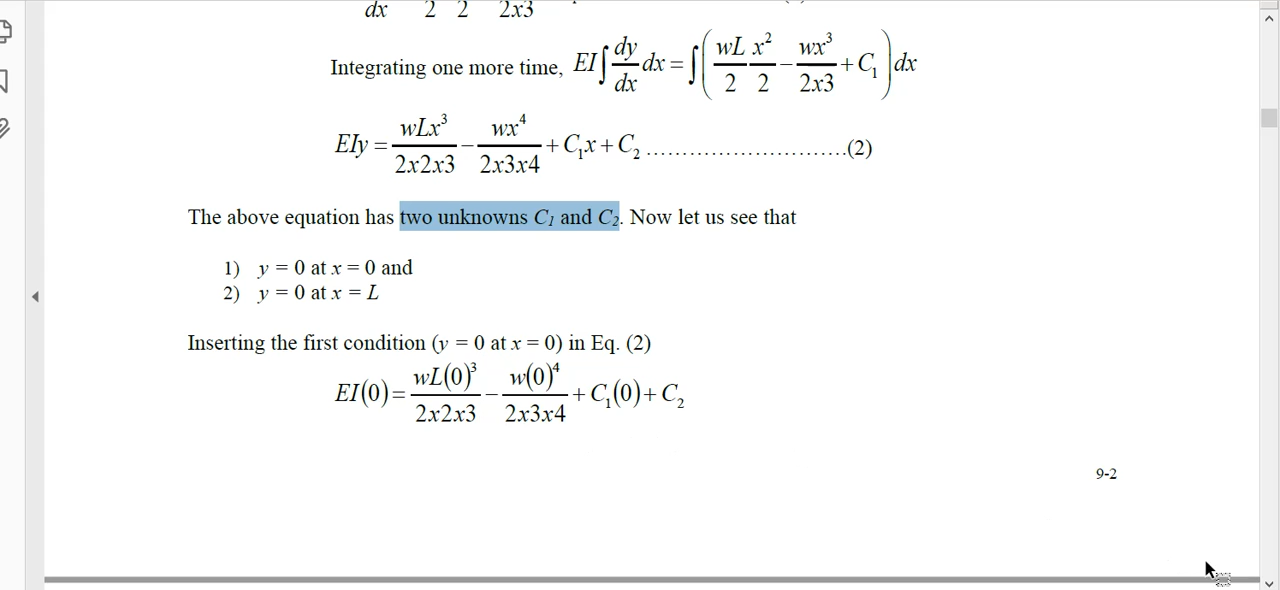 dx 2 2 2x3
Integrating one more time, EI∫ dy/dx dx = ∫( wL/2 x²/2 − wx³/2x3 + C₁ ) dx
EIy = wLx³/2x2x3 − wx⁴/2x3x4 + C₁x + C₂ ............................(2)
The above equation has two unknowns C₁ and C₂. Now let us see that
1) y = 0 at x = 0 and
2) y = 0 at x = L
Inserting the first condition (y = 0 at x = 0) in Eq. (2)
EI(0) = wL(0)³/2x2x3 − w(0)⁴/2x3x4 + C₁(0) + C₂
9-2